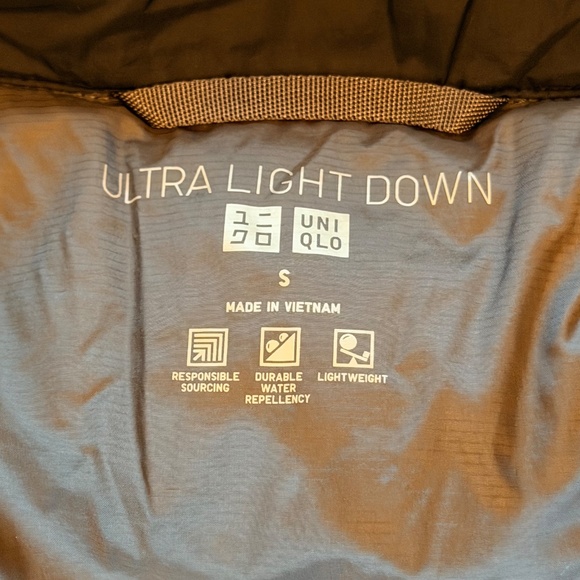 ULTRA LIGHT DOWN
ユニ UNI
クロ QLO
S
MADE IN VIETNAM
RESPONSIBLE DURABLE LIGHTWEIGHT
SOURCING WATER
REPELLENCY